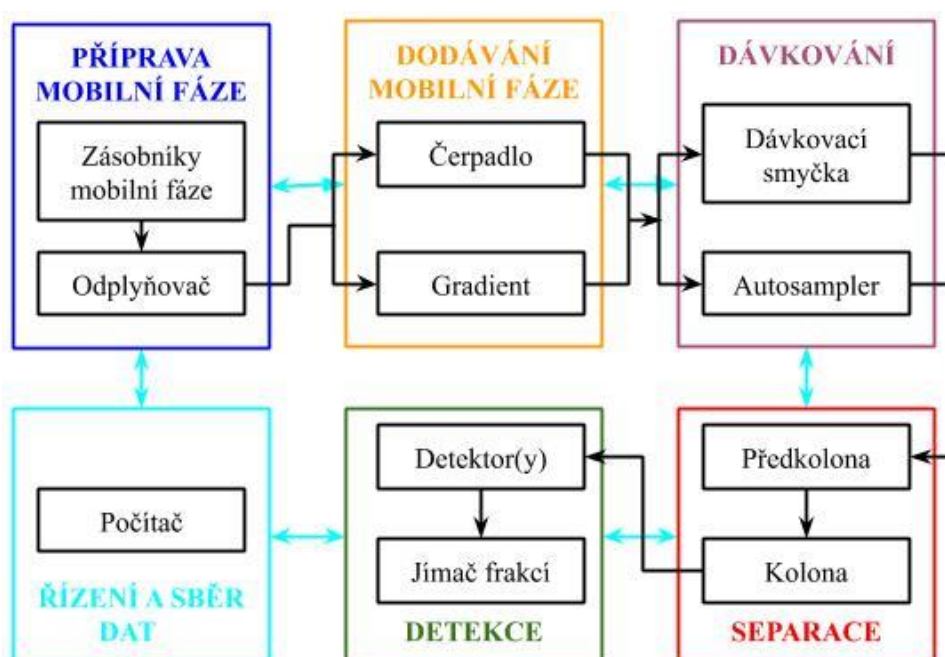 PŘÍPRAVA
MOBILNÍ FÁZE
Zásobníky
mobilní fáze
Odplyňovač
DODÁVÁNÍ
MOBILNÍ FÁZE
Čerpadlo
Gradient
DÁVKOVÁNÍ
Dávkovací
smyčka
Autosampler
Počítač
ŘÍZENÍ A SBĚR
DAT
Detektor(y)
Jímač frakcí
DETEKCE
Předkolona
Kolona
SEPARACE